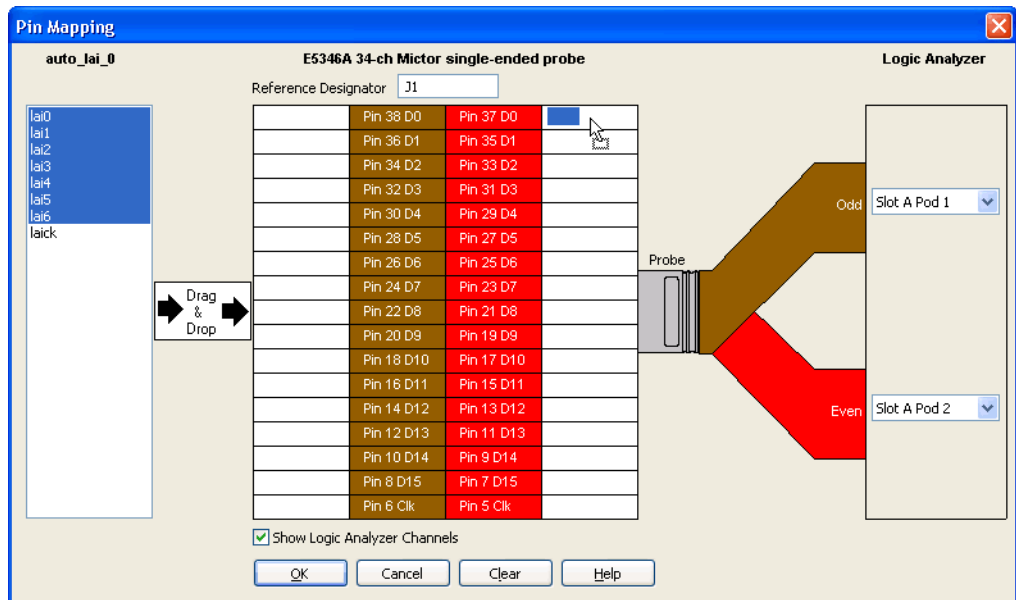 Pin Mapping
auto_lai_0 E5346A 34-ch Mictor single-ended probe Logic Analyzer
Reference Designator J1
lai0
lai1
lai2
lai3
lai4
lai5
lai6
laick
Drag
&
Drop
Pin 38 D0 Pin 37 D0
Pin 36 D1 Pin 35 D1
Pin 34 D2 Pin 33 D2
Pin 32 D3 Pin 31 D3
Pin 30 D4 Pin 29 D4
Pin 28 D5 Pin 27 D5
Pin 26 D6 Pin 25 D6
Pin 24 D7 Pin 23 D7
Pin 22 D8 Pin 21 D8
Pin 20 D9 Pin 19 D9
Pin 18 D10 Pin 17 D10
Pin 16 D11 Pin 15 D11
Pin 14 D12 Pin 13 D12
Pin 12 D13 Pin 11 D13
Pin 10 D14 Pin 9 D14
Pin 8 D15 Pin 7 D15
Pin 6 Clk Pin 5 Clk
Probe
Odd Slot A Pod 1
Even Slot A Pod 2
Show Logic Analyzer Channels
OK Cancel Clear Help